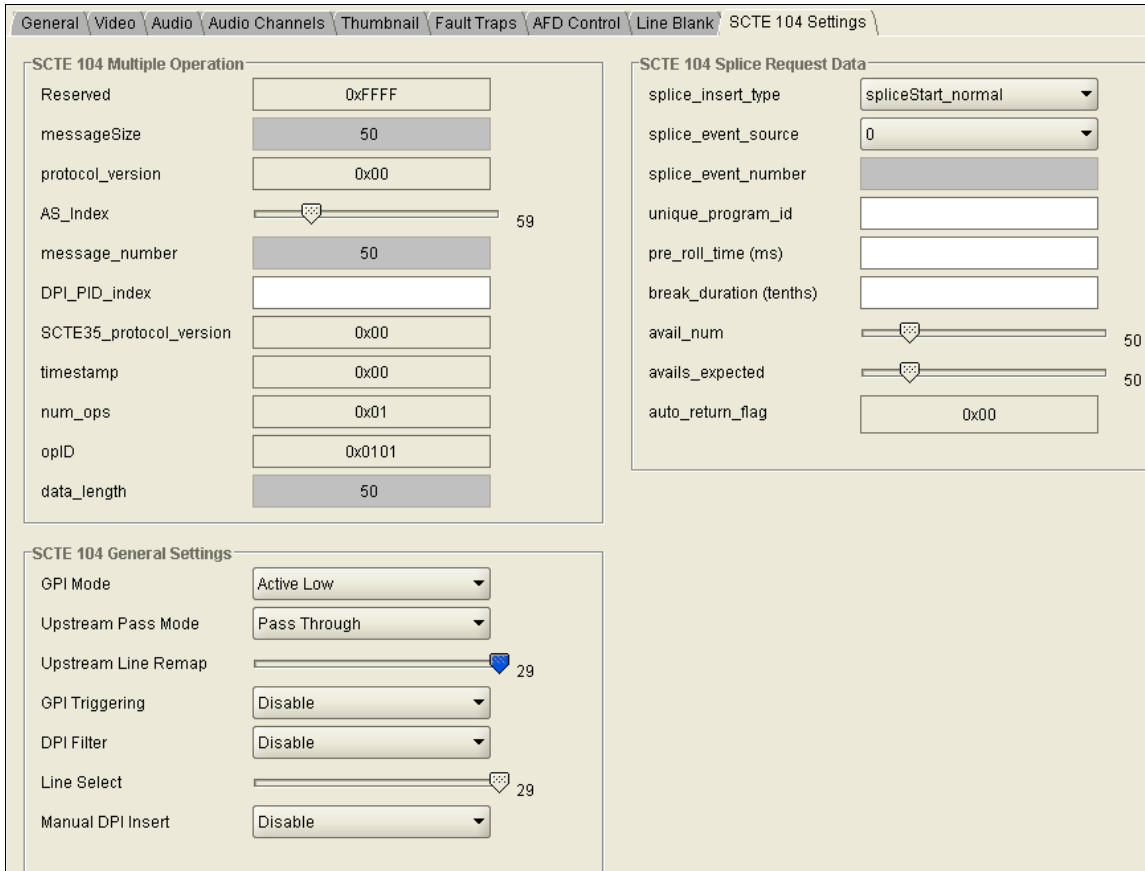 General Video Audio Audio Channels Thumbnail Fault Traps AFD Control Line Blank SCTE 104 Settings
SCTE 104 Multiple Operation
Reserved 0xFFFF
messageSize 50
protocol_version 0x00
AS_Index 59
message_number 50
DPI_PID_index
SCTE35_protocol_version 0x00
timestamp 0x00
num_ops 0x01
opID 0x0101
data_length 50
SCTE 104 General Settings
GPI Mode Active Low
Upstream Pass Mode Pass Through
Upstream Line Remap 29
GPI Triggering Disable
DPI Filter Disable
Line Select 29
Manual DPI Insert Disable
SCTE 104 Splice Request Data
splice_insert_type spliceStart_normal
splice_event_source 0
splice_event_number
unique_program_id
pre_roll_time (ms)
break_duration (tenths)
avail_num 50
avails_expected 50
auto_return_flag 0x00